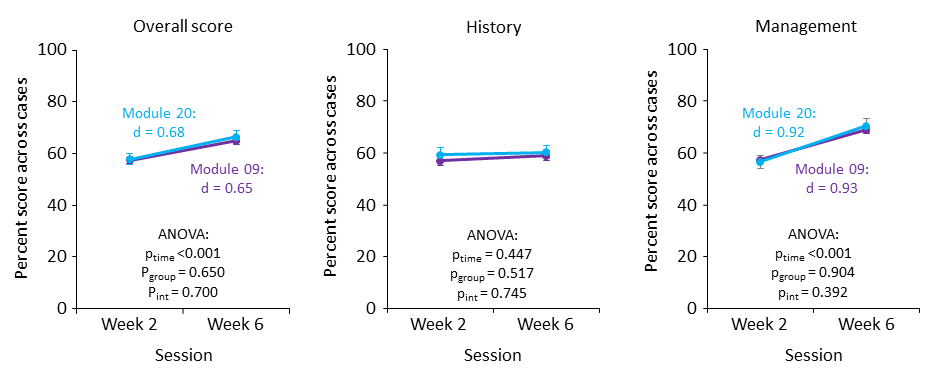 Overall score
100
80
60
40
20
0
Percent score across cases
Module 20:
d = 0.68
Module 09:
d = 0.65
ANOVA:
ptime <0.001
Pgroup = 0.650
Pint = 0.700
Week 2
Week 6
Session
History
100
80
60
40
20
0
Percent score across cases
ANOVA:
ptime = 0.447
pgroup = 0.517
pint = 0.745
Week 2
Week 6
Session
Management
100
80
60
40
20
0
Percent score across cases
Module 20:
d = 0.92
Module 09:
d = 0.93
ANOVA:
ptime <0.001
pgroup = 0.904
pint = 0.392
Week 2
Week 6
Session